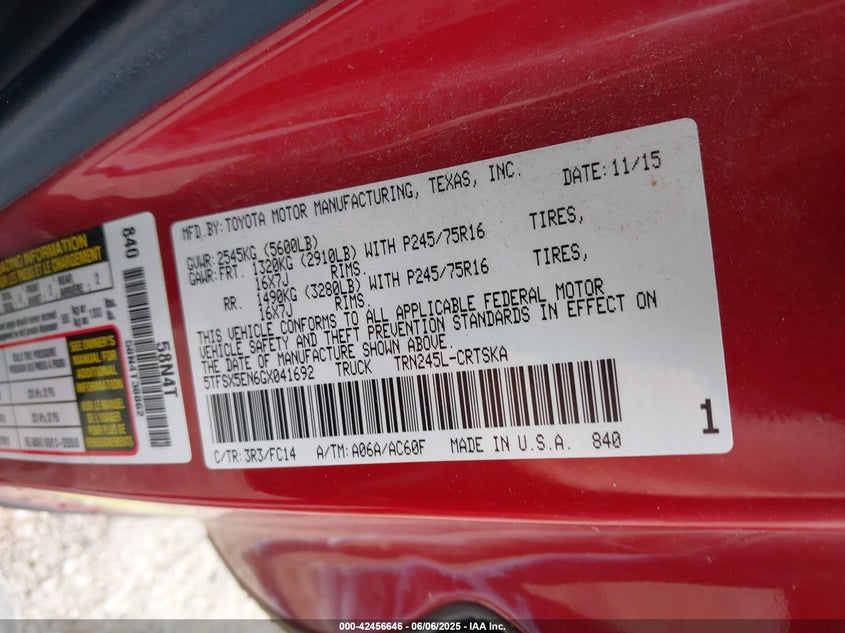 MFD.BY: TOYOTA MOTOR MANUFACTURING, TEXAS, INC. DATE: 11/15
GVWR: 2545KG (5600LB)
GAWR: FRT. 1320KG (2910LB) WITH P245/75R16 TIRES,
16X7J RIMS.
RR. 1490KG (3280LB) WITH P245/75R16 TIRES,
16X7J RIMS.
THIS VEHICLE CONFORMS TO ALL APPLICABLE FEDERAL MOTOR
VEHICLE SAFETY AND THEFT PREVENTION STANDARDS IN EFFECT ON
THE DATE OF MANUFACTURE SHOWN ABOVE.
5TFSX5EN6GX041692 TRUCK TRN245L-CRTSKA
C/TR: 3R3/FC14 A/TM: A06A/AC60F MADE IN U.S.A. 840
1
840
LOADING INFORMATION
58N4T
SEE OWNER'S
MANUAL FOR
ADDITIONAL
INFORMATION
000-42456646 - 06/06/2025 - IAA Inc.